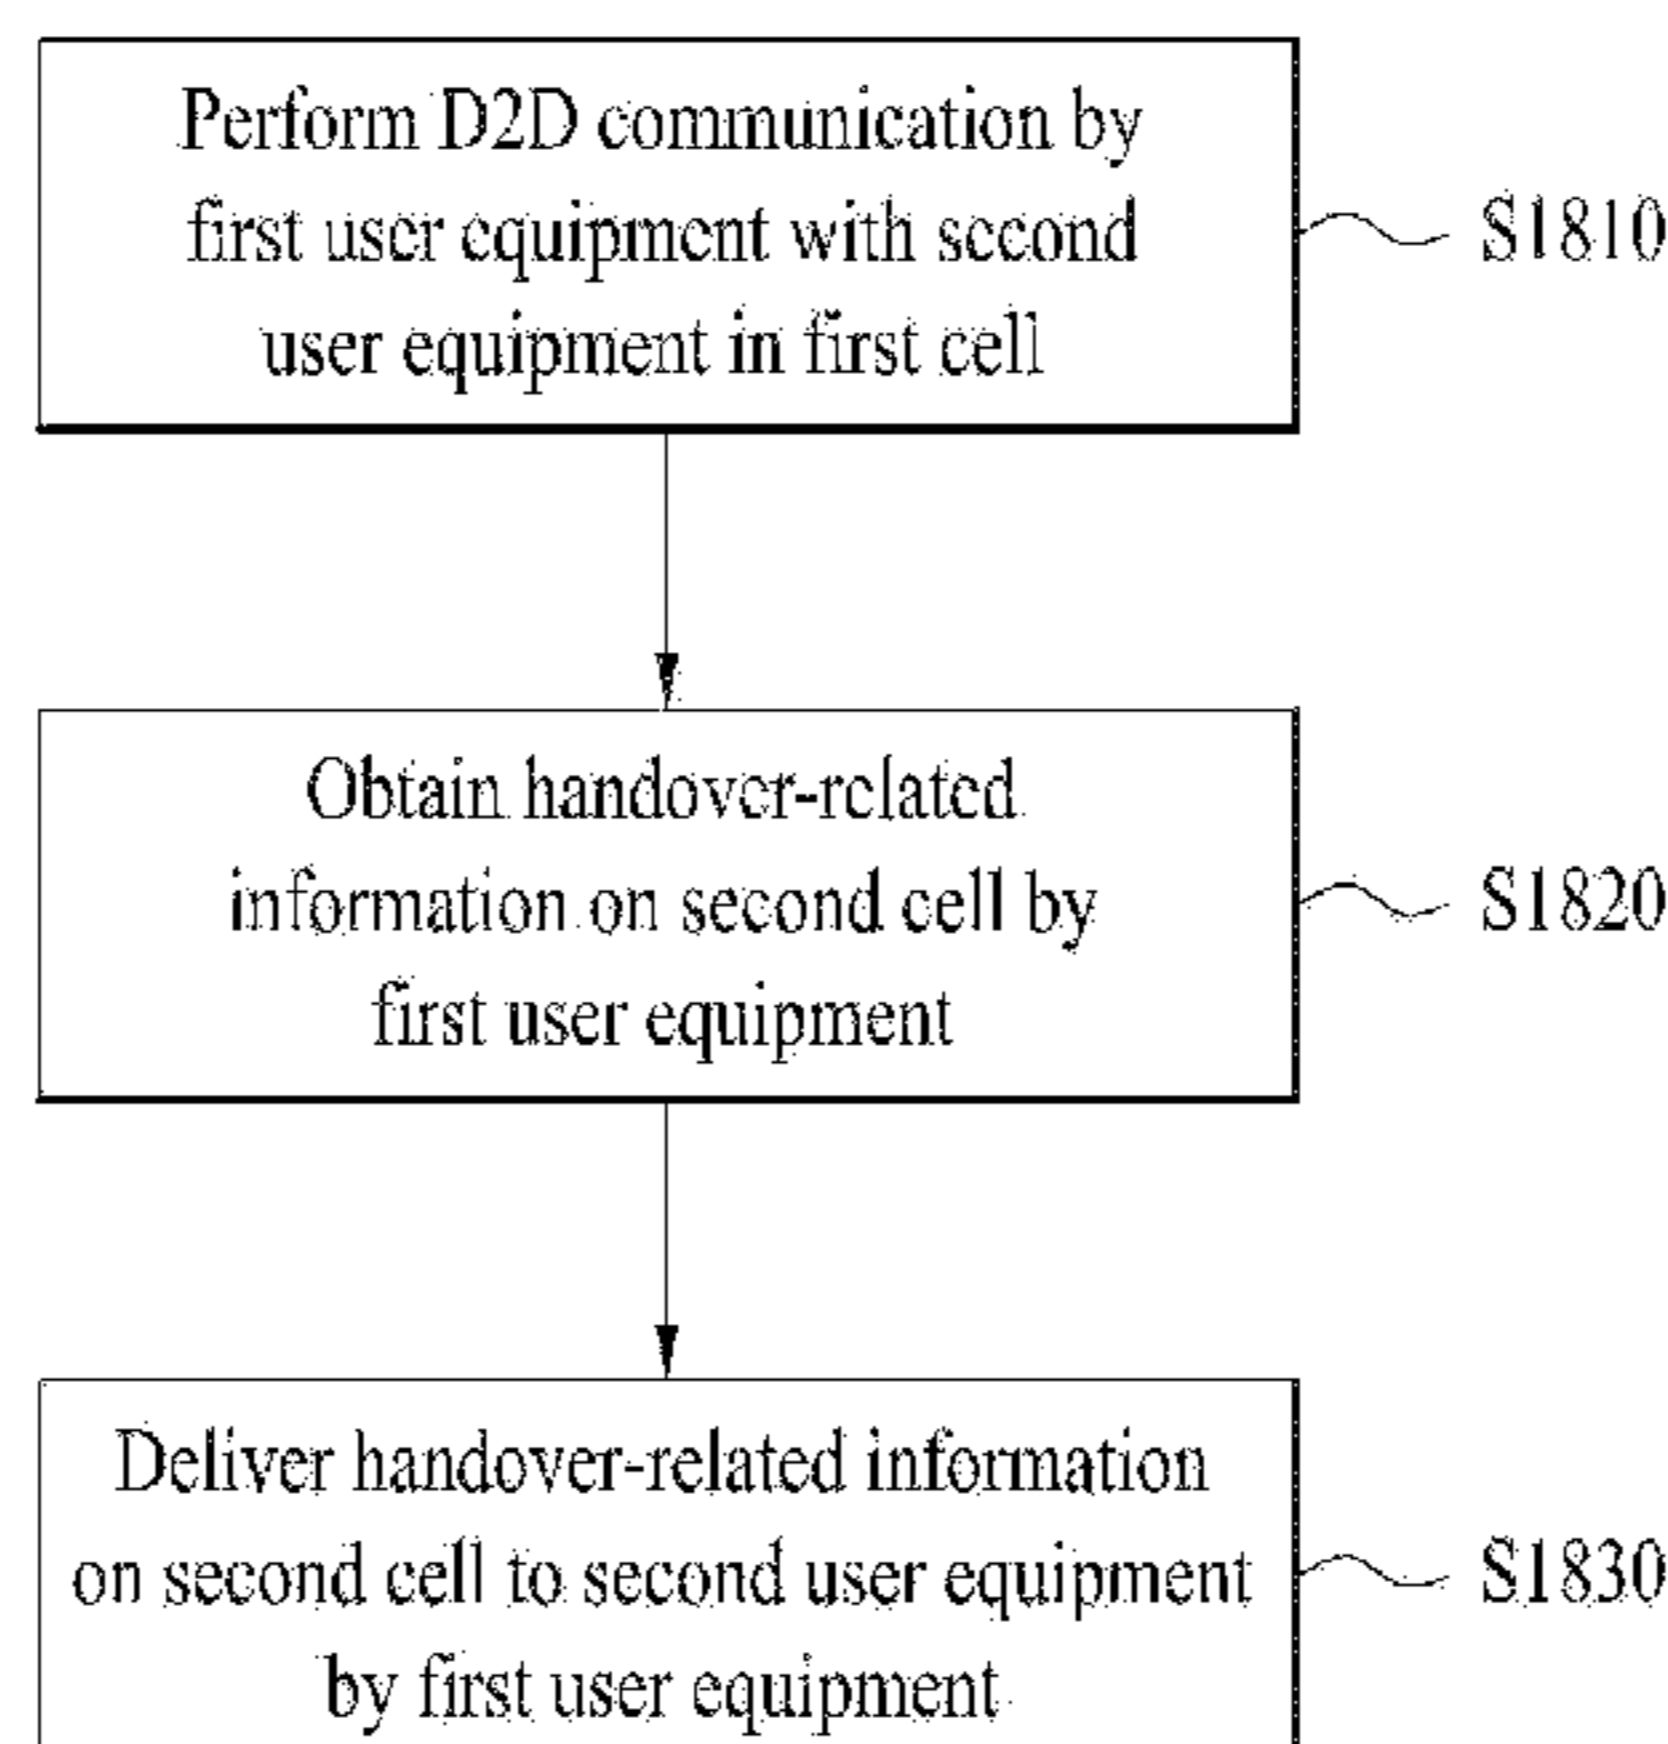 Perform D2D communication by
first user equipment with second
user equipment in first cell
S1810
Obtain handover-related
information on second cell by
first user equipment
S1820
Deliver handover-related information
on second cell to second user equipment
by first user equipment
S1830